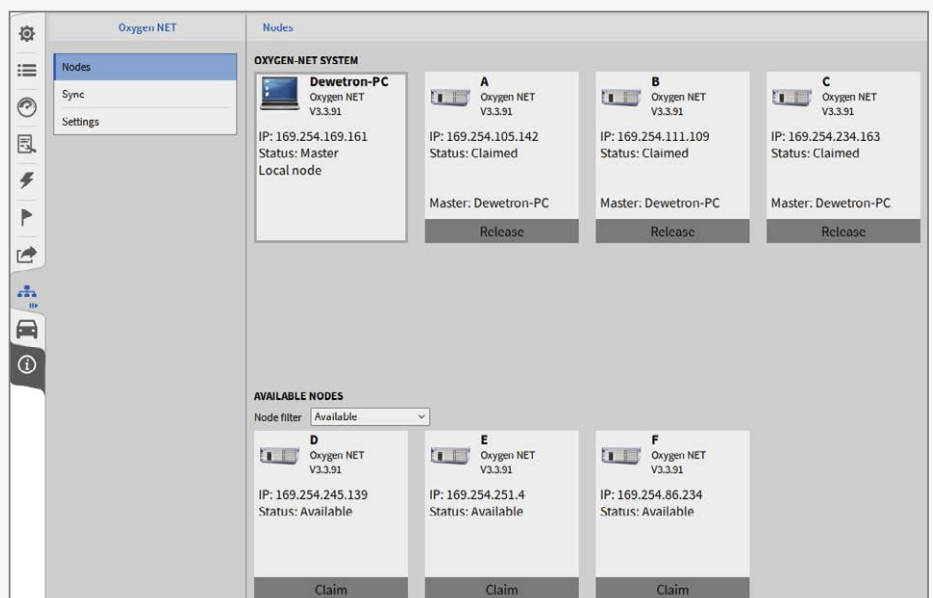 Oxygen NET
Nodes
Nodes
Sync
Settings
OXYGEN-NET SYSTEM
Dewetron-PC
Oxygen NET
V3.3.91
IP: 169.254.169.161
Status: Master
Local node
A
Oxygen NET
V3.3.91
IP: 169.254.105.142
Status: Claimed
Master: Dewetron-PC
Release
B
Oxygen NET
V3.3.91
IP: 169.254.111.109
Status: Claimed
Master: Dewetron-PC
Release
C
Oxygen NET
V3.3.91
IP: 169.254.234.163
Status: Claimed
Master: Dewetron-PC
Release
AVAILABLE NODES
Node filter Available
D
Oxygen NET
V3.3.91
IP: 169.254.245.139
Status: Available
Claim
E
Oxygen NET
V3.3.91
IP: 169.254.251.4
Status: Available
Claim
F
Oxygen NET
V3.3.91
IP: 169.254.86.234
Status: Available
Claim